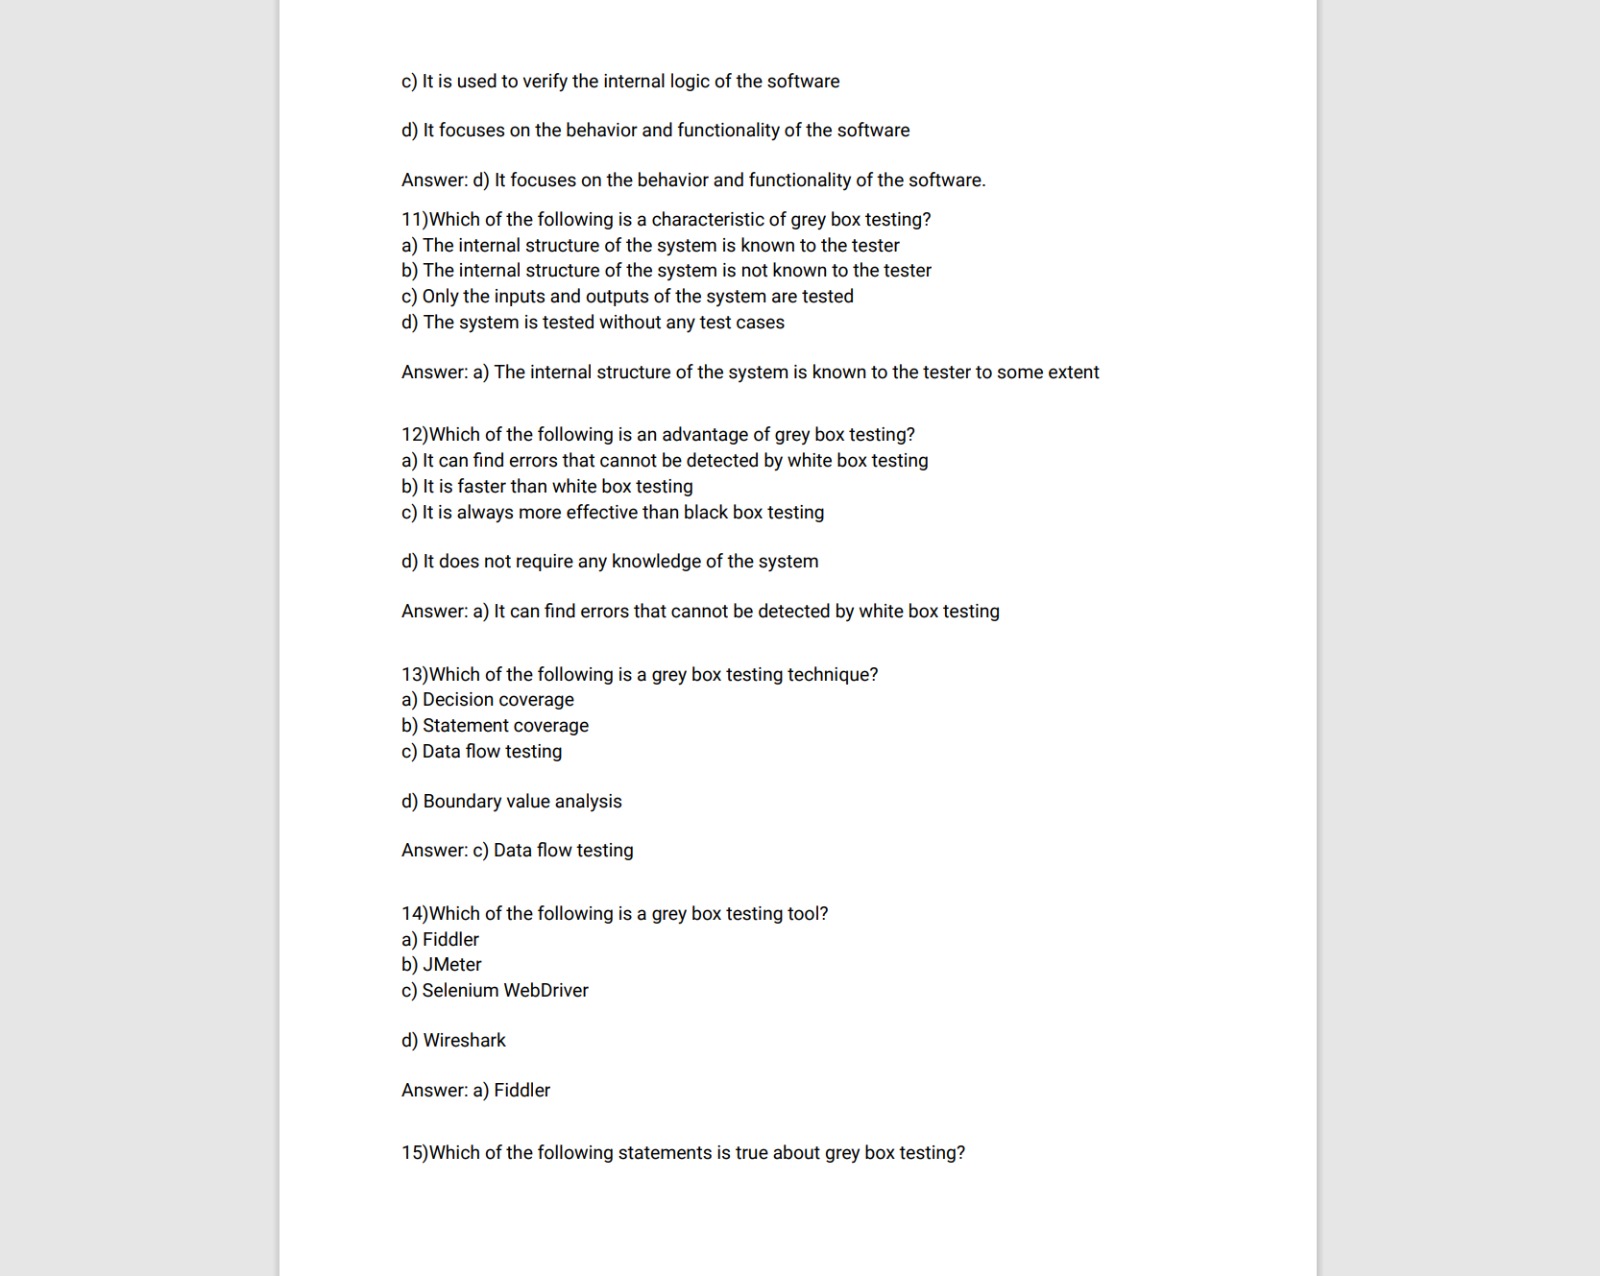 c) It is used to verify the internal logic of the software
d) It focuses on the behavior and functionality of the software
Answer: d) It focuses on the behavior and functionality of the software.
11)Which of the following is a characteristic of grey box testing?
a) The internal structure of the system is known to the tester
b) The internal structure of the system is not known to the tester
c) Only the inputs and outputs of the system are tested
d) The system is tested without any test cases
Answer: a) The internal structure of the system is known to the tester to some extent
12)Which of the following is an advantage of grey box testing?
a) It can find errors that cannot be detected by white box testing
b) It is faster than white box testing
c) It is always more effective than black box testing
d) It does not require any knowledge of the system
Answer: a) It can find errors that cannot be detected by white box testing
13)Which of the following is a grey box testing technique?
a) Decision coverage
b) Statement coverage
c) Data flow testing
d) Boundary value analysis
Answer: c) Data flow testing
14)Which of the following is a grey box testing tool?
a) Fiddler
b) JMeter
c) Selenium WebDriver
d) Wireshark
Answer: a) Fiddler
15)Which of the following statements is true about grey box testing?